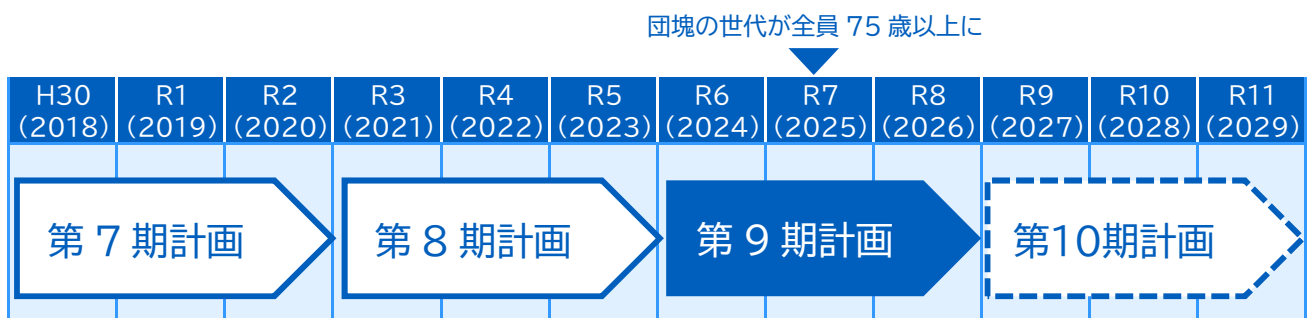 団塊の世代が全員 75 歳以上に
H30 R1 R2 R3 R4 R5 R6 R7 R8 R9 R10 R11
(2018) (2019) (2020) (2021) (2022) (2023) (2024) (2025) (2026) (2027) (2028) (2029)
第 7 期計画 第 8 期計画 第 9 期計画 第10期計画